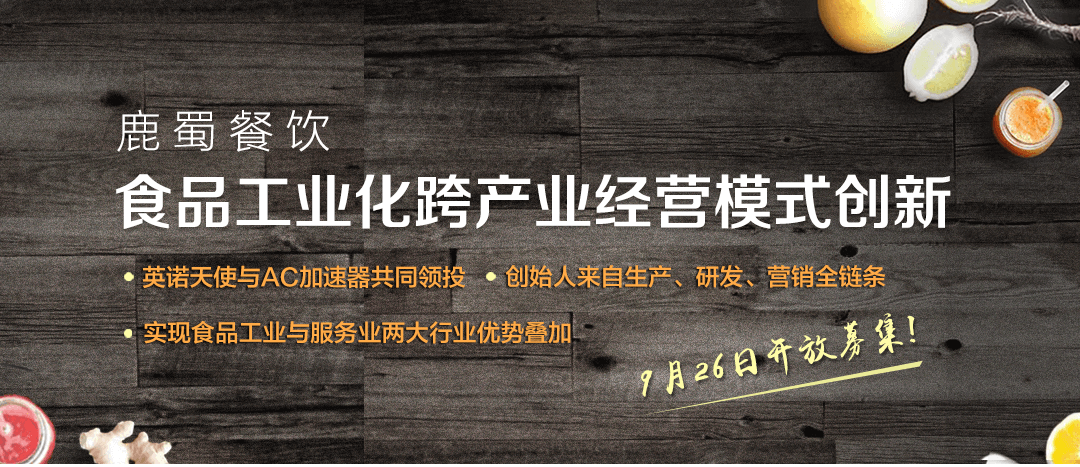 鹿蜀餐饮
食品工业化跨产业经营模式创新
• 英诺天使与AC加速器共同领投 • 创始人来自生产、研发、营销全链条
• 实现食品工业与服务业两大行业优势叠加
9月26日开放募集!